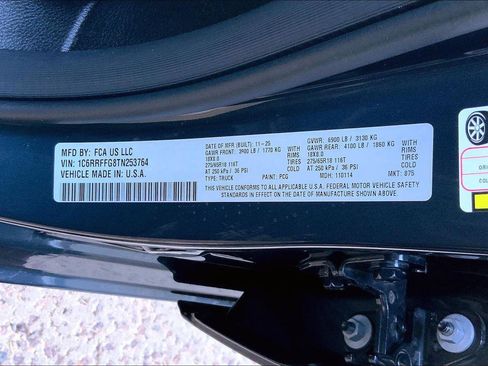 MFD BY: FCA US LLC
VIN: 1C6RRFFG8TN253764
VEHICLE MADE IN: U.S.A.
DATE OF MFR (BUILT): 11-25
GVWR: 6900 LB / 3130 KG
GAWR FRONT: 3900 LB / 1770 KG WITH
GAWR REAR: 4100 LB / 1860 KG WITH
18X8.0 RIMS
18X8.0 RIMS
275/65R18 116T
275/65R18 116T
AT 250 kPa / 36 PSI COLD
AT 250 kPa / 36 PSI COLD
TYPE: TRUCK PAINT: PCG MDH: 110114 MKT: 875
THIS VEHICLE CONFORMS TO ALL APPLICABLE U.S.A. FEDERAL MOTOR VEHICLE SAFETY
STANDARDS IN EFFECT ON THE DATE OF MANUFACTURE SHOWN ABOVE.